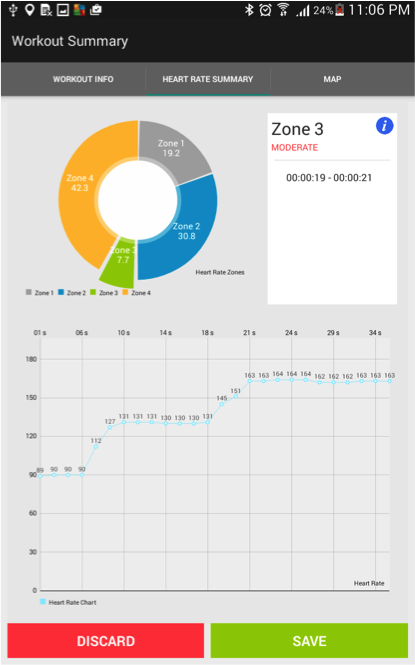 24% 11:06 PM
Workout Summary
WORKOUT INFO HEART RATE SUMMARY MAP
Zone 1
19.2
Zone 4
42.3
Zone 2
30.8
Zone 3
7.7
Heart Rate Zones
Zone 1 Zone 2 Zone 3 Zone 4
Zone 3
i
MODERATE
00:00:19 - 00:00:21
01 s 06 s 10 s 14 s 18 s 21 s 24 s 29 s 34 s
180
163 163 164 164 164 162 162 162 163 163 163
150
151
145
127 131 131 131 130 130 130 131
120
112
90
89 90 90 90
60
30
0
Heart Rate
Heart Rate Chart
DISCARD SAVE